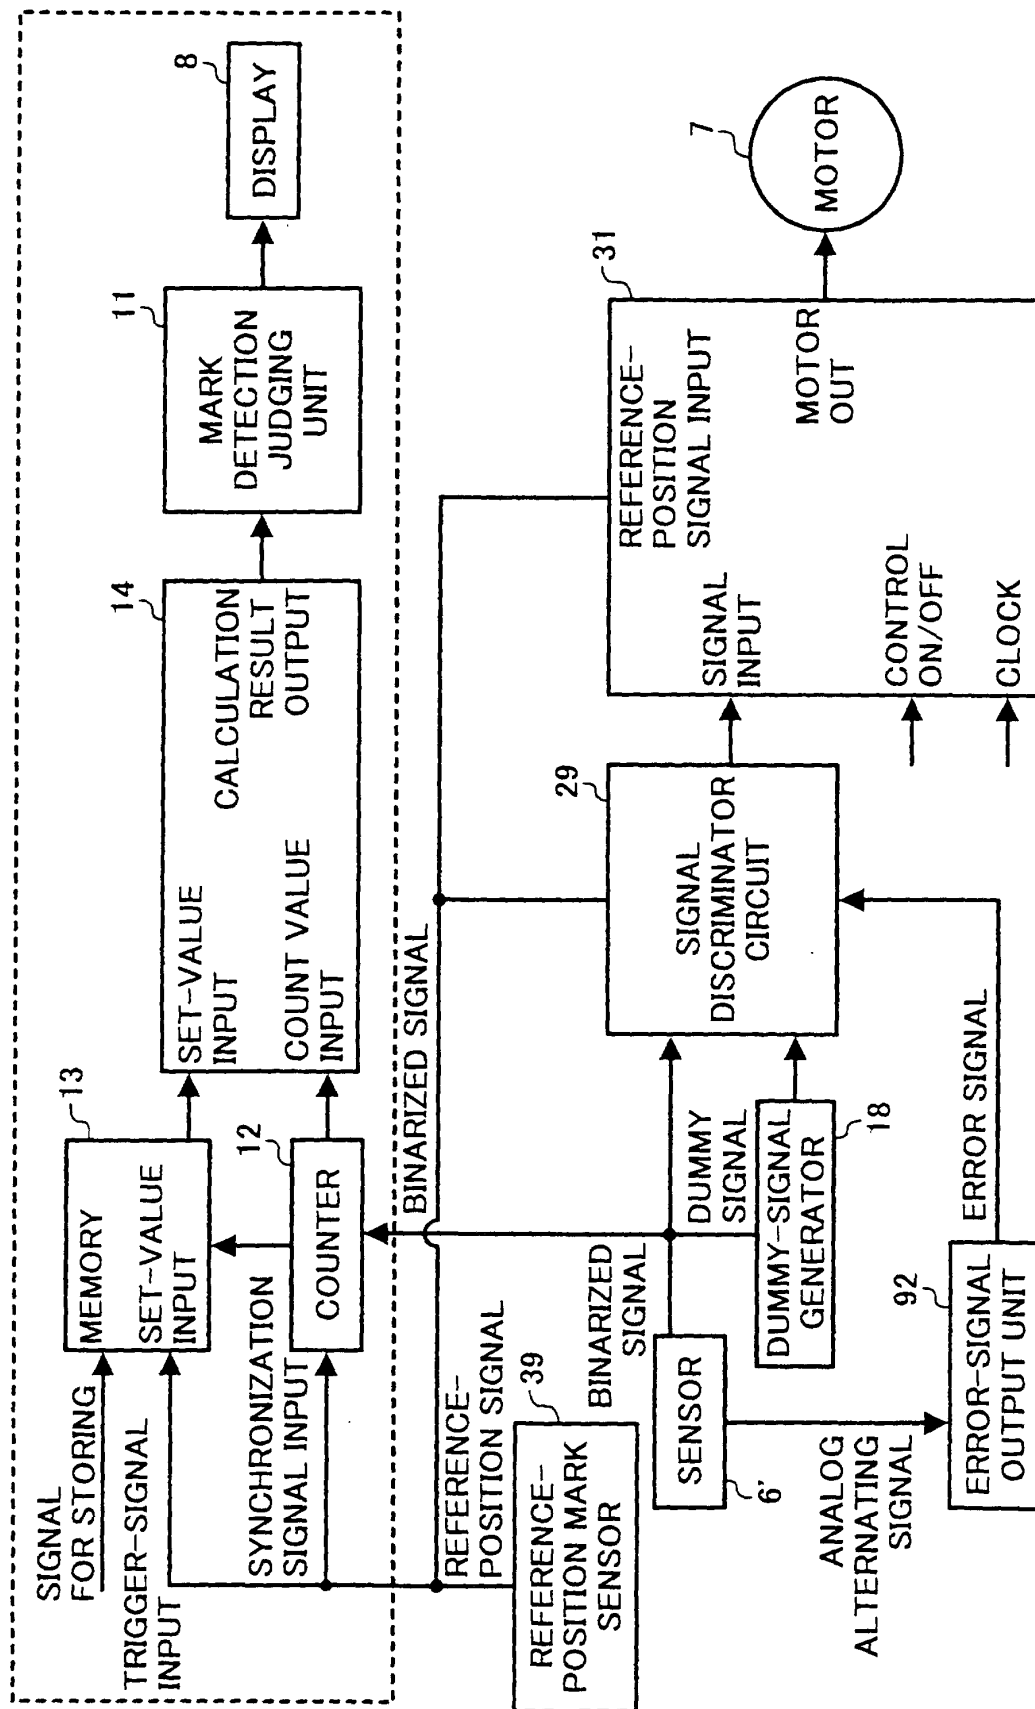 SIGNAL
FOR STORING
TRIGGER-SIGNAL
INPUT
MEMORY
SET-VALUE
INPUT
13
SYNCHRONIZATION
SIGNAL INPUT
COUNTER
12
SET-VALUE
INPUT
COUNT VALUE
INPUT
CALCULATION
RESULT
OUTPUT
14
MARK
DETECTION
JUDGING
UNIT
11
DISPLAY
8
BINARIZED SIGNAL
REFERENCE-
POSITION SIGNAL
REFERENCE-
POSITION MARK
SENSOR
39
BINARIZED
SIGNAL
SENSOR
6'
DUMMY
SIGNAL
DUMMY-SIGNAL
GENERATOR
18
ANALOG
ALTERNATING
SIGNAL
ERROR-SIGNAL
OUTPUT UNIT
92
ERROR SIGNAL
SIGNAL
DISCRIMINATOR
CIRCUIT
29
REFERENCE-
POSITION
SIGNAL INPUT
SIGNAL
INPUT
CONTROL
ON/OFF
CLOCK
MOTOR
OUT
31
MOTOR
7